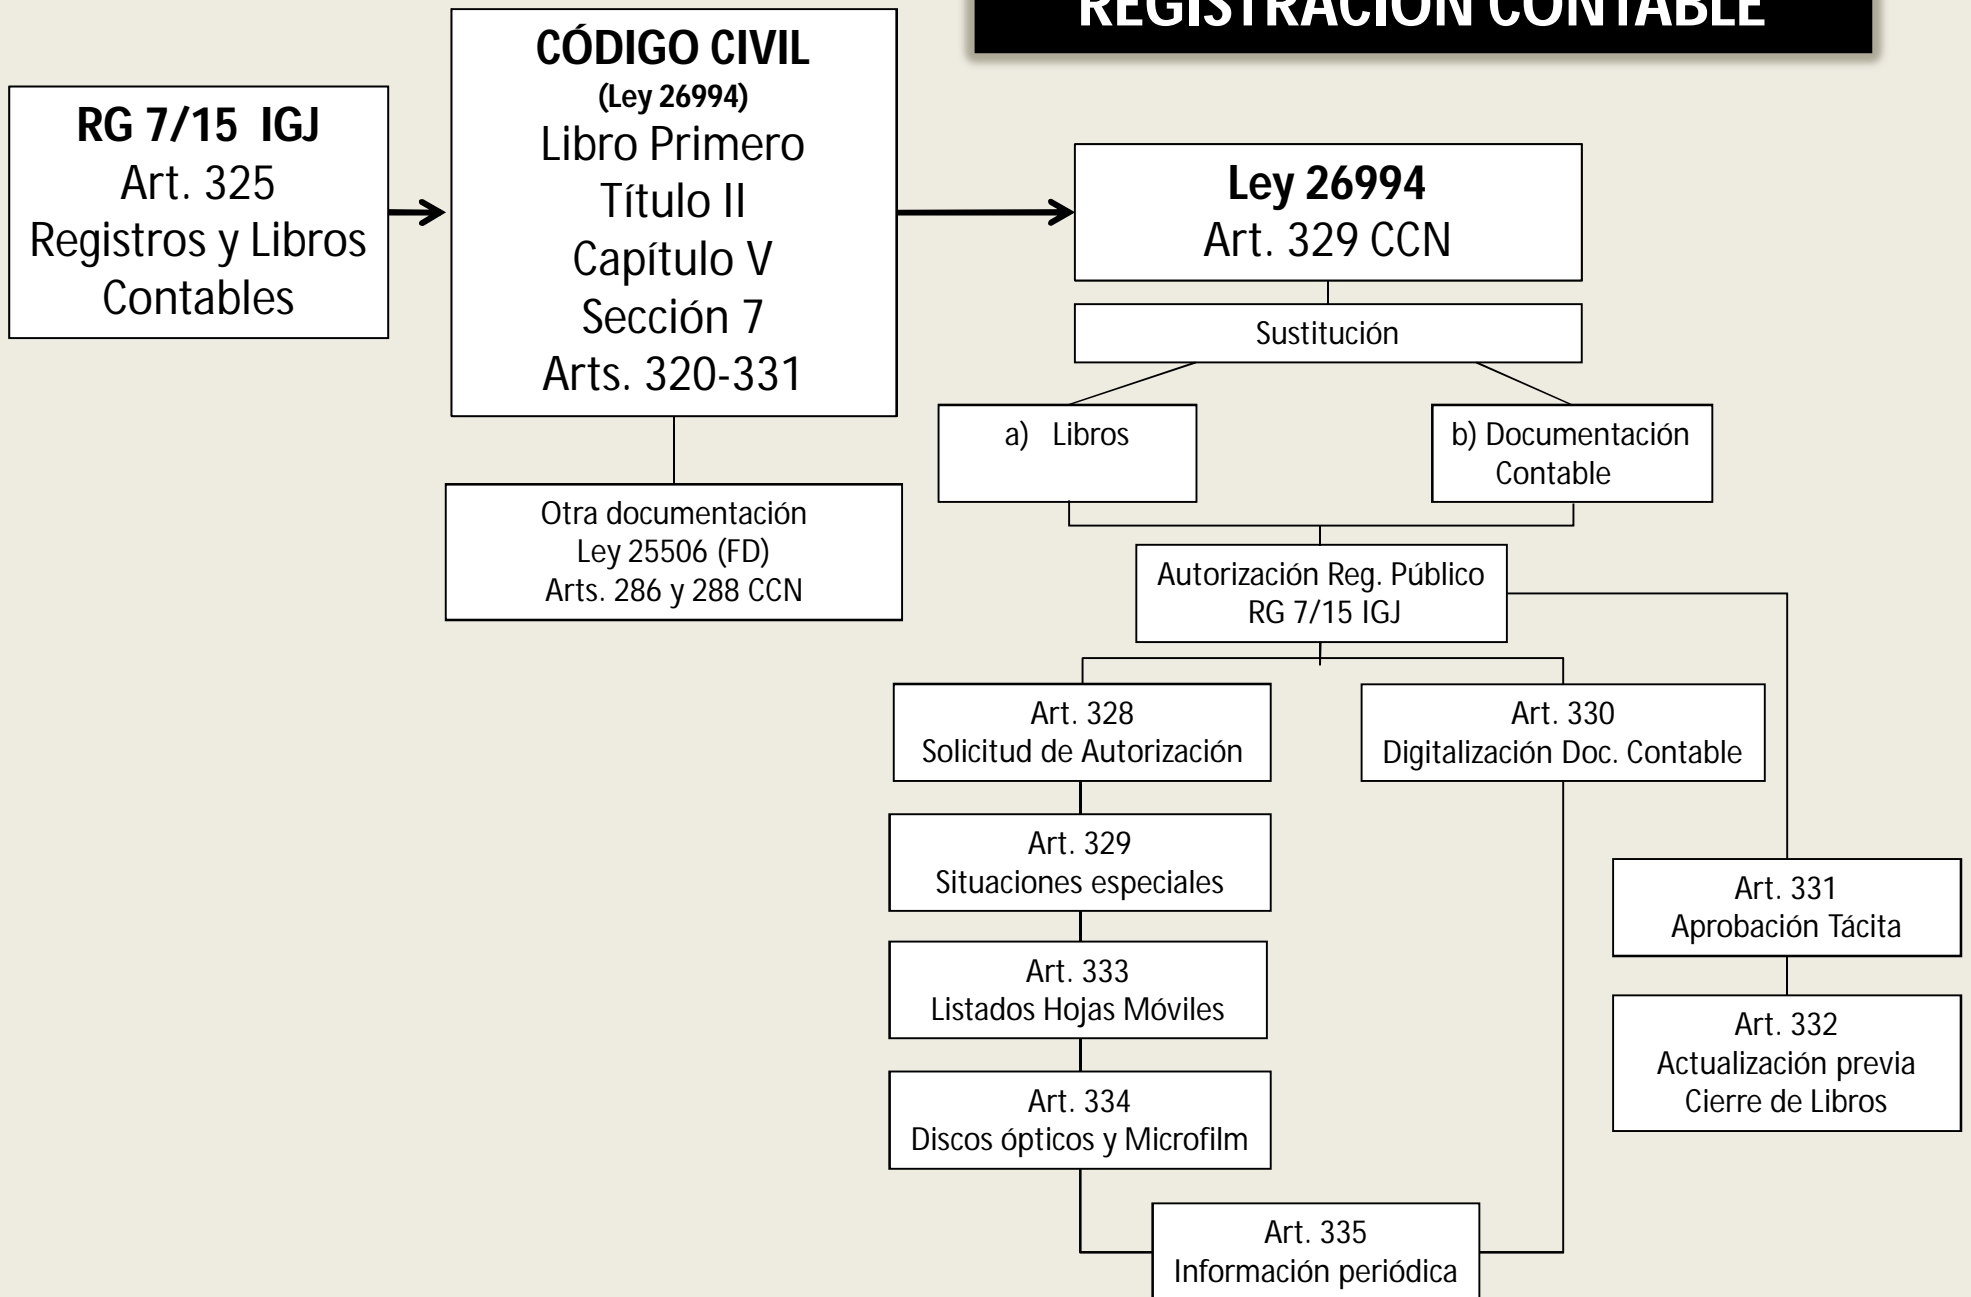 REGISTRACIÓN CONTABLE
RG 7/15 IGJ
Art. 325
Registros y Libros
Contables
CÓDIGO CIVIL
(Ley 26994)
Libro Primero
Título II
Capítulo V
Sección 7
Arts. 320-331
Otra documentación
Ley 25506 (FD)
Arts. 286 y 288 CCN
Ley 26994
Art. 329 CCN
Sustitución
a) Libros
b) Documentación
Contable
Autorización Reg. Público
RG 7/15 IGJ
Art. 328
Solicitud de Autorización
Art. 330
Digitalización Doc. Contable
Art. 329
Situaciones especiales
Art. 331
Aprobación Tácita
Art. 333
Listados Hojas Móviles
Art. 332
Actualización previa
Cierre de Libros
Art. 334
Discos ópticos y Microfilm
Art. 335
Información periódica